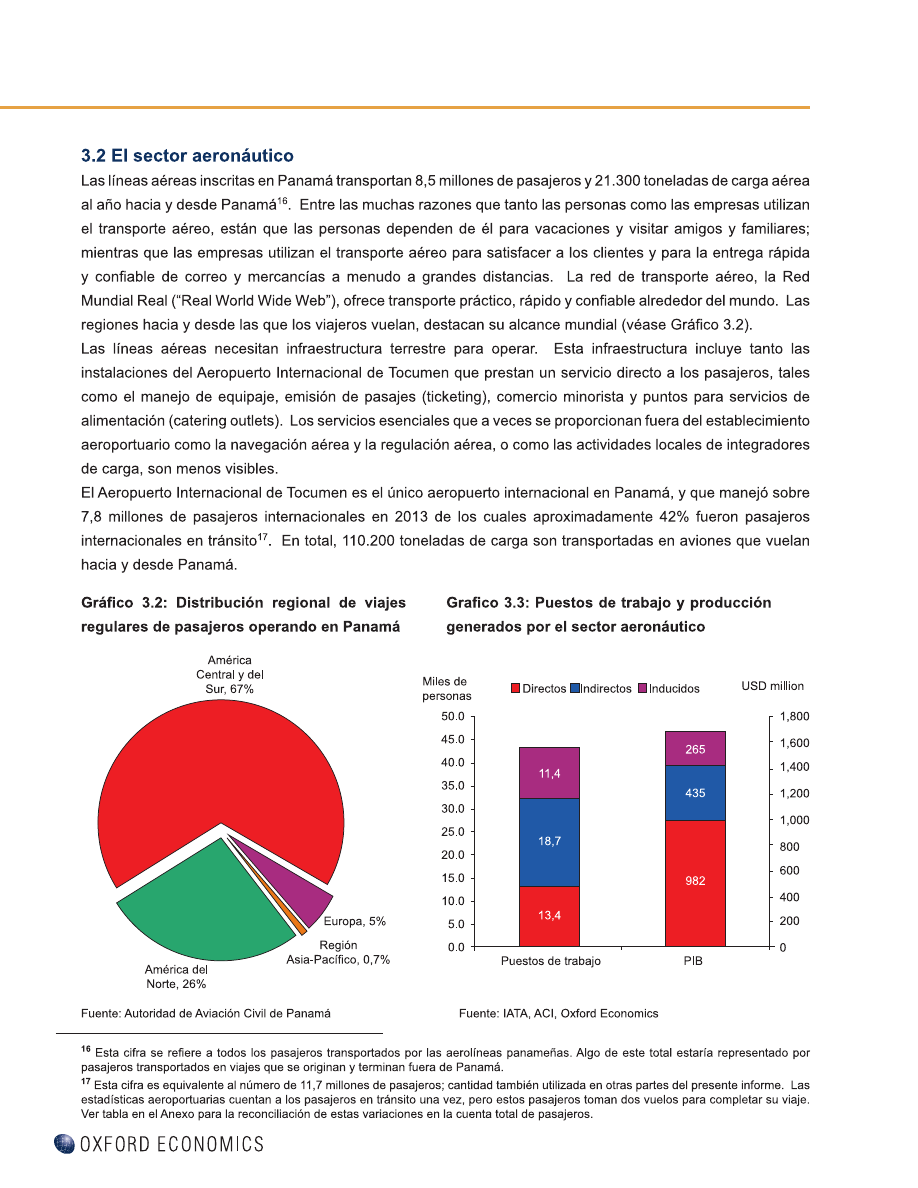 3.2 El sector aeronáutico
Las líneas aéreas inscritas en Panamá transportan 8,5 millones de pasajeros y 21.300 toneladas de carga aérea
al año hacia y desde Panamá16.  Entre las muchas razones que tanto las personas como las empresas utilizan
el transporte aéreo, están que las personas dependen de él para vacaciones y visitar amigos y familiares;
mientras que las empresas utilizan el transporte aéreo para satisfacer a los clientes y para la entrega rápida
y confiable de correo y mercancías a menudo a grandes distancias.  La red de transporte aéreo, la Red
Mundial Real (“Real World Wide Web”), ofrece transporte práctico, rápido y confiable alrededor del mundo.  Las
regiones hacia y desde las que los viajeros vuelan, destacan su alcance mundial (véase Gráfico 3.2).
Las líneas aéreas necesitan infraestructura terrestre para operar.  Esta infraestructura incluye tanto las
instalaciones del Aeropuerto Internacional de Tocumen que prestan un servicio directo a los pasajeros, tales
como el manejo de equipaje, emisión de pasajes (ticketing), comercio minorista y puntos para servicios de
alimentación (catering outlets).  Los servicios esenciales que a veces se proporcionan fuera del establecimiento
aeroportuario como la navegación aérea y la regulación aérea, o como las actividades locales de integradores
de carga, son menos visibles.
El Aeropuerto Internacional de Tocumen es el único aeropuerto internacional en Panamá, y que manejó sobre
7,8 millones de pasajeros internacionales en 2013 de los cuales aproximadamente 42% fueron pasajeros
internacionales en tránsito17.  En total, 110.200 toneladas de carga son transportadas en aviones que vuelan
hacia y desde Panamá.
Gráfico 3.2: Distribución regional de viajes
regulares de pasajeros operando en Panamá
América
Central y del
Sur, 67%
Europa, 5%
Región
Asia-Pacífico, 0,7%
América del
Norte, 26%
Fuente: Autoridad de Aviación Civil de Panamá
Grafico 3.3: Puestos de trabajo y producción
generados por el sector aeronáutico
Miles de
personas
Directos Indirectos Inducidos
USD million
50.0
45.0
40.0
35.0
30.0
25.0
20.0
15.0
10.0
5.0
0.0
11,4
18,7
13,4
265
435
982
1,800
1,600
1,400
1,200
1,000
800
600
400
200
0
Puestos de trabajo
PIB
Fuente: IATA, ACI, Oxford Economics
16 Esta cifra se refiere a todos los pasajeros transportados por las aerolíneas panameñas. Algo de este total estaría representado por
pasajeros transportados en viajes que se originan y terminan fuera de Panamá.
17 Esta cifra es equivalente al número de 11,7 millones de pasajeros; cantidad también utilizada en otras partes del presente informe.  Las
estadísticas aeroportuarias cuentan a los pasajeros en tránsito una vez, pero estos pasajeros toman dos vuelos para completar su viaje.
Ver tabla en el Anexo para la reconciliación de estas variaciones en la cuenta total de pasajeros.
OXFORD ECONOMICS